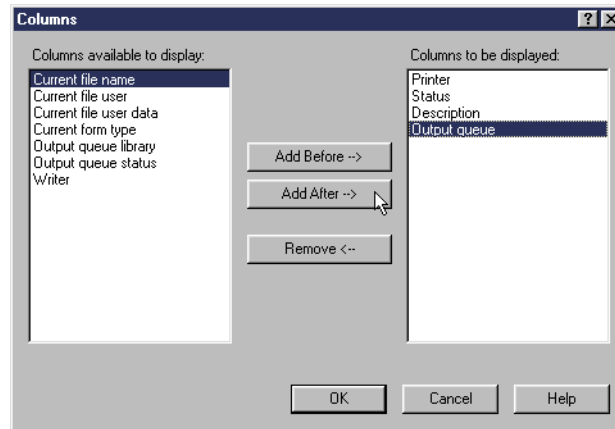 Columns
Columns available to display:
Current file name
Current file user
Current file user data
Current form type
Output queue library
Output queue status
Writer
Add Before -->
Add After -->
Remove <--
Columns to be displayed:
Printer
Status
Description
Output queue
OK
Cancel
Help